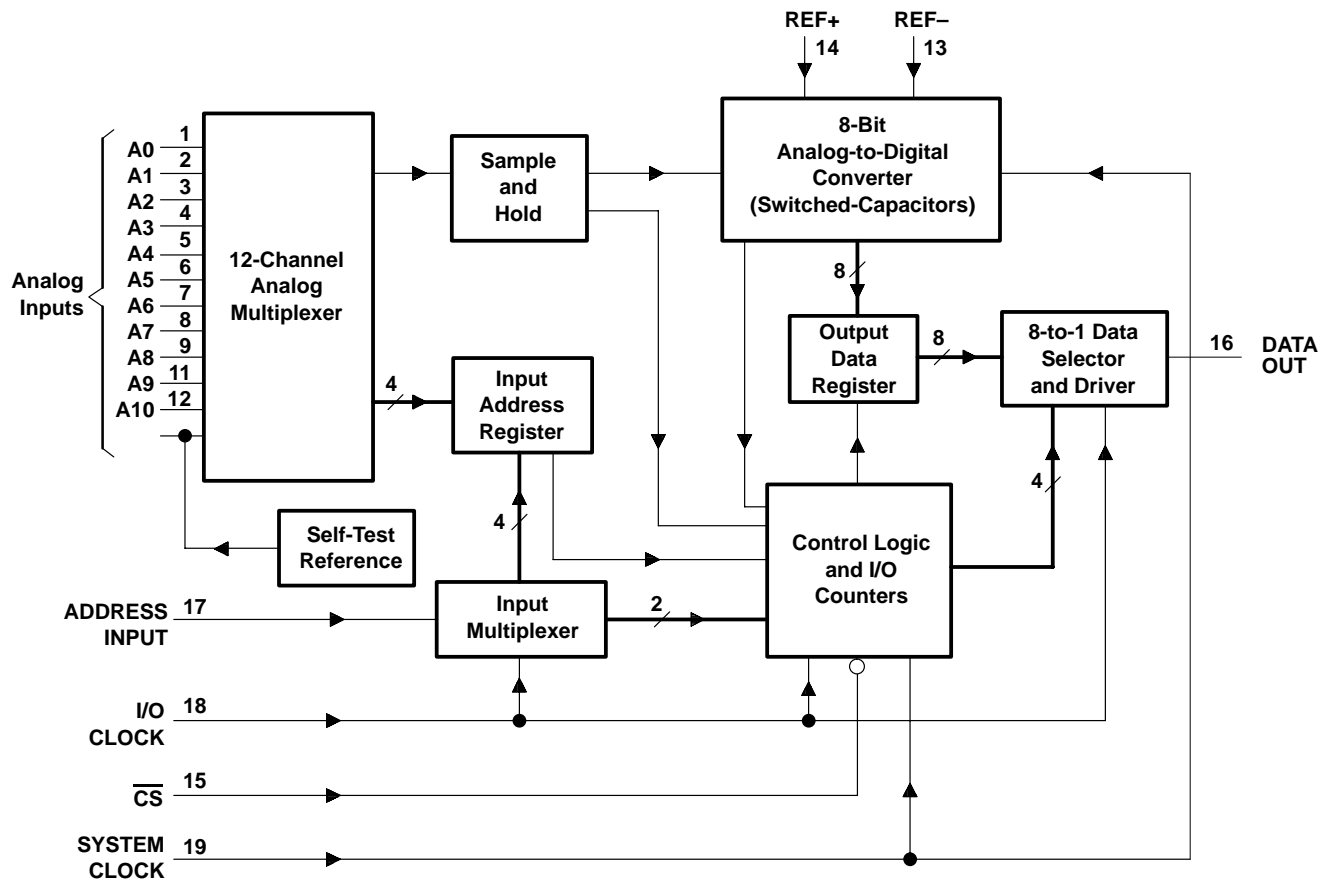 REF+
REF–
14
13
8-Bit
Analog-to-Digital
Converter
(Switched-Capacitors)
Sample
and
Hold
12-Channel
Analog
Multiplexer
Analog
Inputs
A0
1
A1
2
A2
3
A3
4
A4
5
A5
6
A6
7
A7
8
A8
9
A9
11
A10
12
8
Output
Data
Register
8
8-to-1 Data
Selector
and Driver
16
DATA
OUT
4
Input
Address
Register
4
4
Self-Test
Reference
Control Logic
and I/O
Counters
ADDRESS
INPUT
17
Input
Multiplexer
2
I/O
CLOCK
18
CS
15
SYSTEM
CLOCK
19